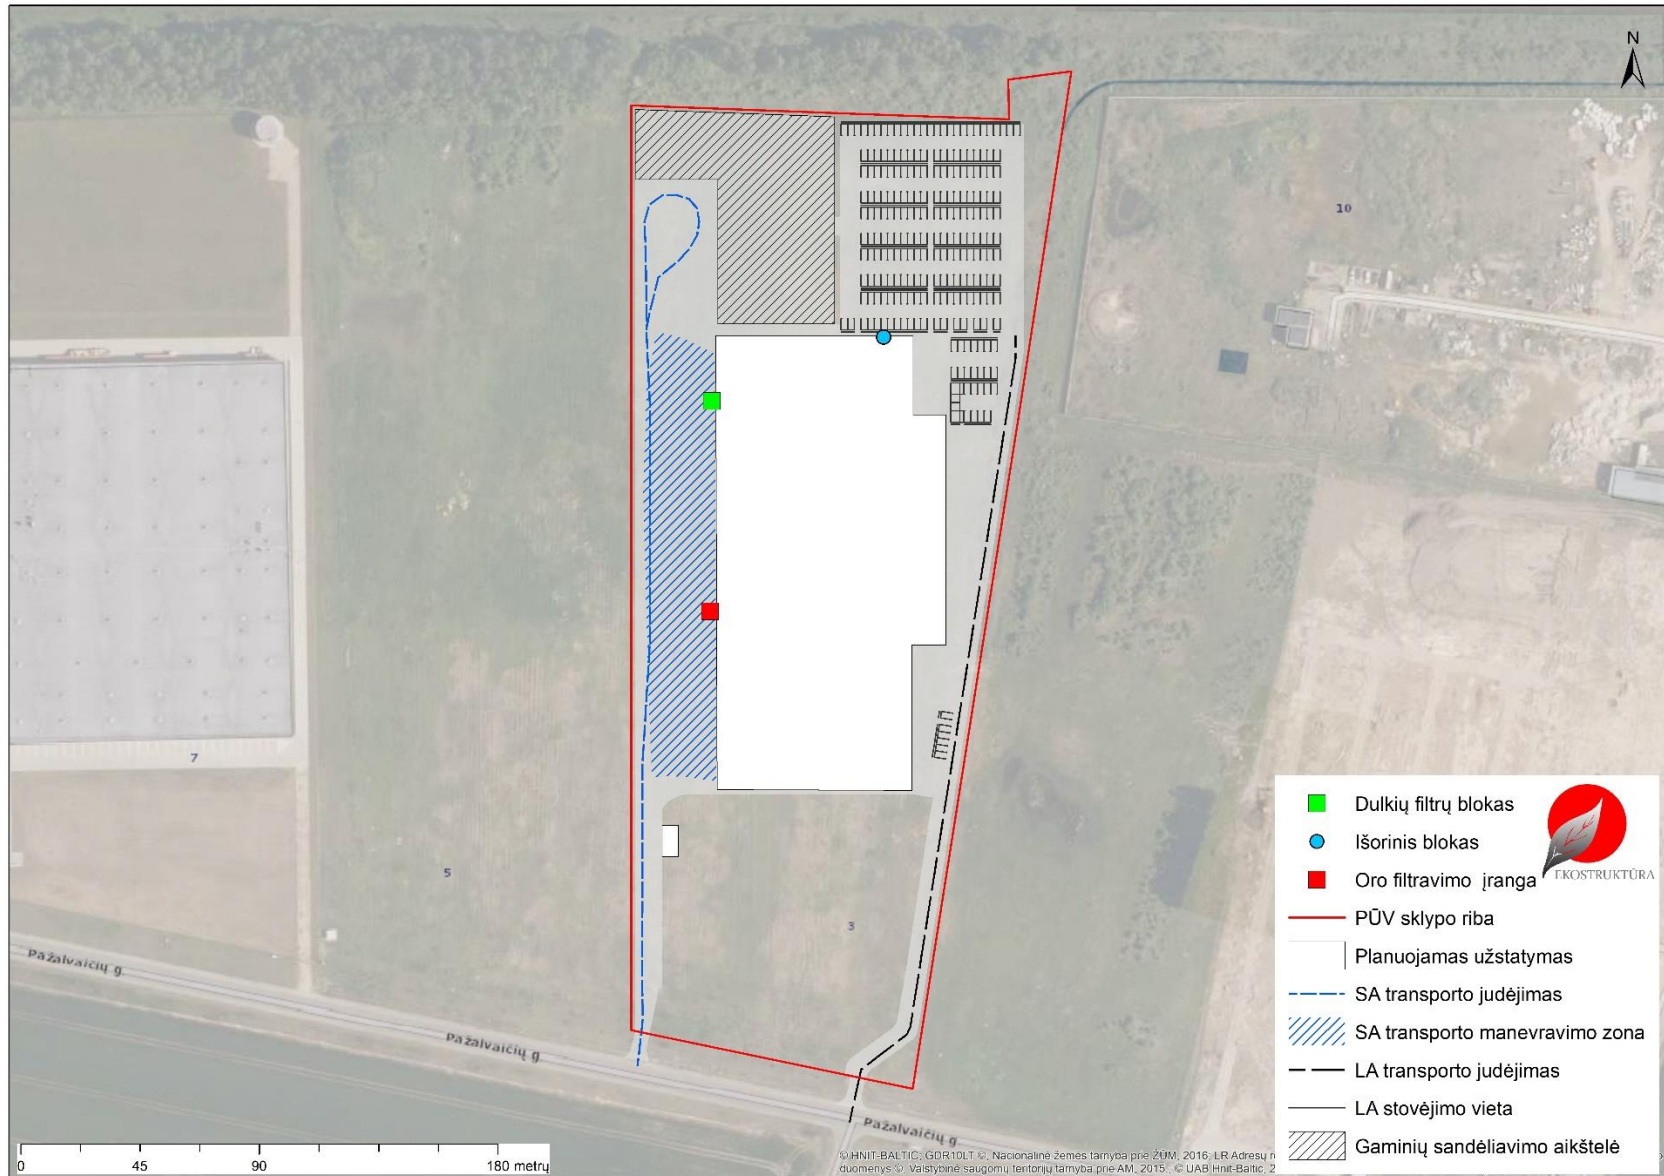 N
10
7
5
3
Pažalvaičių g.
Pažalvaičių g.
Pažalvaičių g.
Dulkių filtrų blokas
Išorinis blokas
Oro filtravimo įranga
EKOSTRUKTŪRA
PŪV sklypo riba
Planuojamas užstatymas
SA transporto judėjimas
SA transporto manevravimo zona
LA transporto judėjimas
LA stovėjimo vieta
Gaminių sandėliavimo aikštelė
0 45 90 180 metrų
© HNIT-BALTIC; GDR10LT ©, Nacionalinė žemės tarnyba prie ŽŪM, 2016; LR Adresų
duomenys ©, Valstybinė saugomų teritorijų tarnyba prie AM, 2015.; © UAB Hnit-Baltic, 2